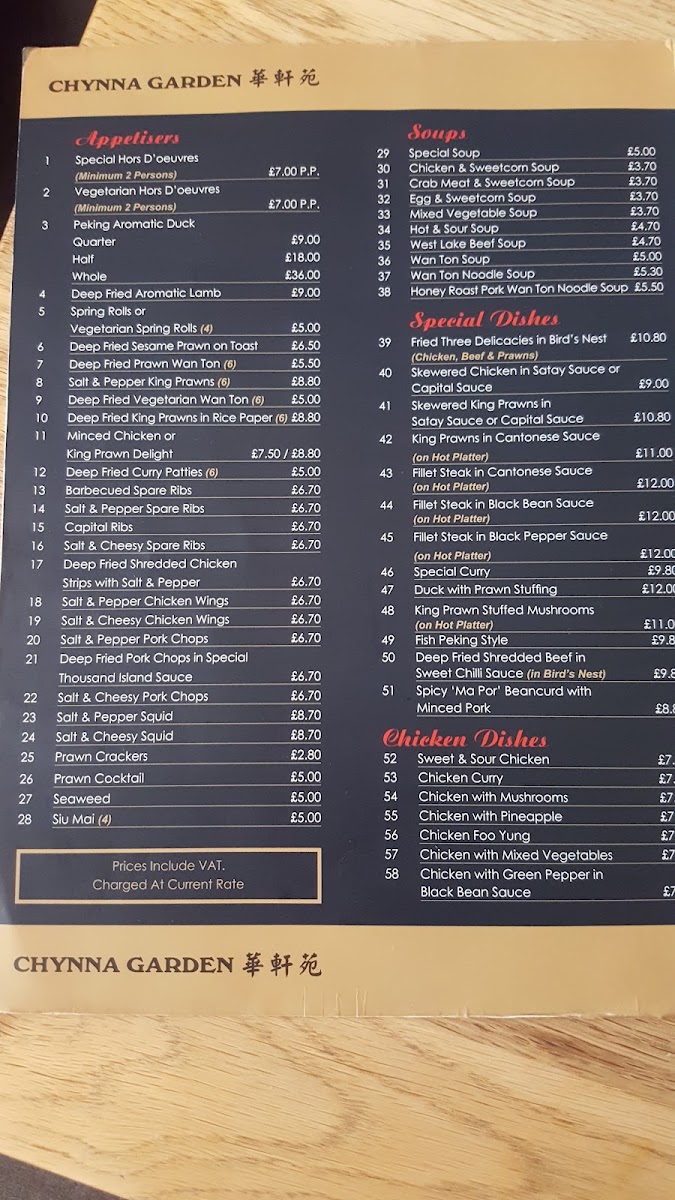 CHYNNA GARDEN 華軒苑
Appetisers
1 Special Hors D'oeuvres
(Minimum 2 Persons) £7.00 P.P.
2 Vegetarian Hors D'oeuvres
(Minimum 2 Persons) £7.00 P.P.
3 Peking Aromatic Duck
Quarter £9.00
Half £18.00
Whole £36.00
4 Deep Fried Aromatic Lamb £9.00
5 Spring Rolls or
Vegetarian Spring Rolls (4) £5.00
6 Deep Fried Sesame Prawn on Toast £6.50
7 Deep Fried Prawn Wan Ton (6) £5.50
8 Salt & Pepper King Prawns (6) £8.80
9 Deep Fried Vegetarian Wan Ton (6) £5.00
10 Deep Fried King Prawns in Rice Paper (6) £8.80
11 Minced Chicken or
King Prawn Delight £7.50 / £8.80
12 Deep Fried Curry Patties (6) £5.00
13 Barbecued Spare Ribs £6.70
14 Salt & Pepper Spare Ribs £6.70
15 Capital Ribs £6.70
16 Salt & Cheesy Spare Ribs £6.70
17 Deep Fried Shredded Chicken
Strips with Salt & Pepper £6.70
18 Salt & Pepper Chicken Wings £6.70
19 Salt & Cheesy Chicken Wings £6.70
20 Salt & Pepper Pork Chops £6.70
21 Deep Fried Pork Chops in Special
Thousand Island Sauce £6.70
22 Salt & Cheesy Pork Chops £6.70
23 Salt & Pepper Squid £8.70
24 Salt & Cheesy Squid £8.70
25 Prawn Crackers £2.80
26 Prawn Cocktail £5.00
27 Seaweed £5.00
28 Siu Mai (4) £5.00
Prices Include VAT.
Charged At Current Rate
Soups
29 Special Soup £5.00
30 Chicken & Sweetcorn Soup £3.70
31 Crab Meat & Sweetcorn Soup £3.70
32 Egg & Sweetcorn Soup £3.70
33 Mixed Vegetable Soup £3.70
34 Hot & Sour Soup £4.70
35 West Lake Beef Soup £4.70
36 Wan Ton Soup £5.00
37 Wan Ton Noodle Soup £5.30
38 Honey Roast Pork Wan Ton Noodle Soup £5.50
Special Dishes
39 Fried Three Delicacies in Bird's Nest £10.80
(Chicken, Beef & Prawns)
40 Skewered Chicken in Satay Sauce or
Capital Sauce £9.00
41 Skewered King Prawns in
Satay Sauce or Capital Sauce £10.80
42 King Prawns in Cantonese Sauce
(on Hot Platter) £11.00
43 Fillet Steak in Cantonese Sauce
(on Hot Platter) £12.00
44 Fillet Steak in Black Bean Sauce
(on Hot Platter) £12.00
45 Fillet Steak in Black Pepper Sauce
(on Hot Platter) £12.00
46 Special Curry £9.80
47 Duck with Prawn Stuffing £12.00
48 King Prawn Stuffed Mushrooms
(on Hot Platter) £11.0
49 Fish Peking Style £9.8
50 Deep Fried Shredded Beef in
Sweet Chilli Sauce (in Bird's Nest) £9.8
51 Spicy 'Ma Por' Beancurd with
Minced Pork £8.8
Chicken Dishes
52 Sweet & Sour Chicken £7.
53 Chicken Curry £7.
54 Chicken with Mushrooms £7.
55 Chicken with Pineapple £7
56 Chicken Foo Yung £7
57 Chicken with Mixed Vegetables £7
58 Chicken with Green Pepper in
Black Bean Sauce £7
CHYNNA GARDEN 華軒苑